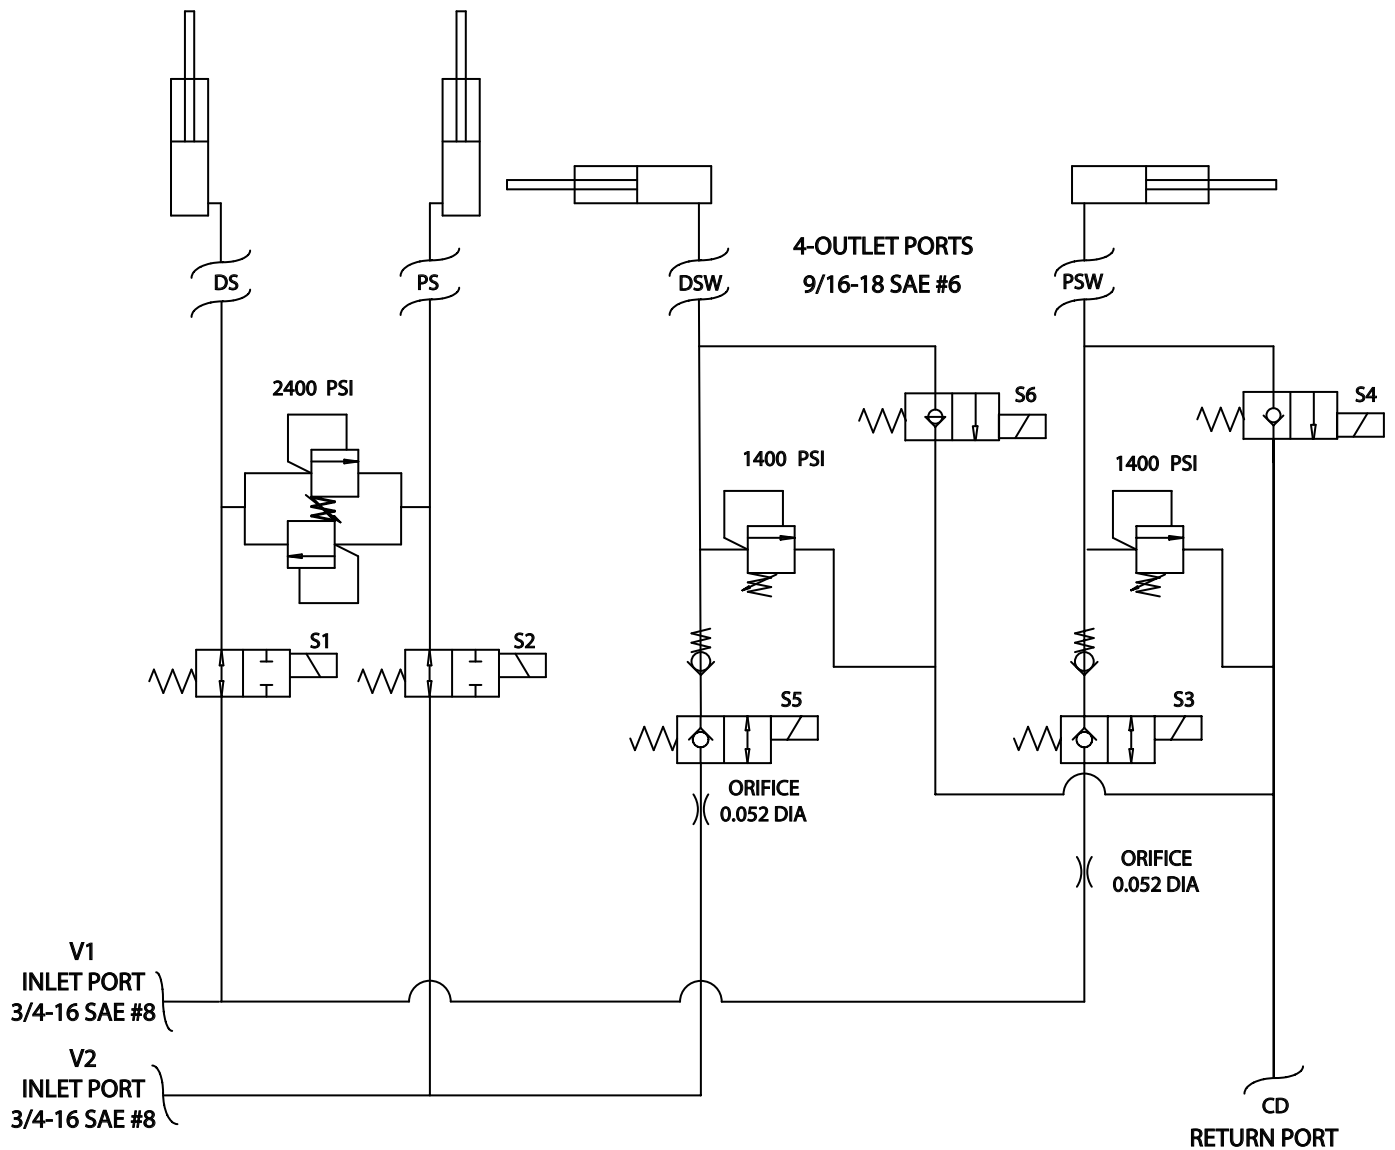 4-OUTLET PORTS
9/16-18 SAE #6
DS
PS
DSW
PSW
2400 PSI
S6
S4
1400 PSI
1400 PSI
S1
S2
S5
S3
ORIFICE
0.052 DIA
ORIFICE
0.052 DIA
V1
INLET PORT
3/4-16 SAE #8
V2
INLET PORT
3/4-16 SAE #8
CD
RETURN PORT